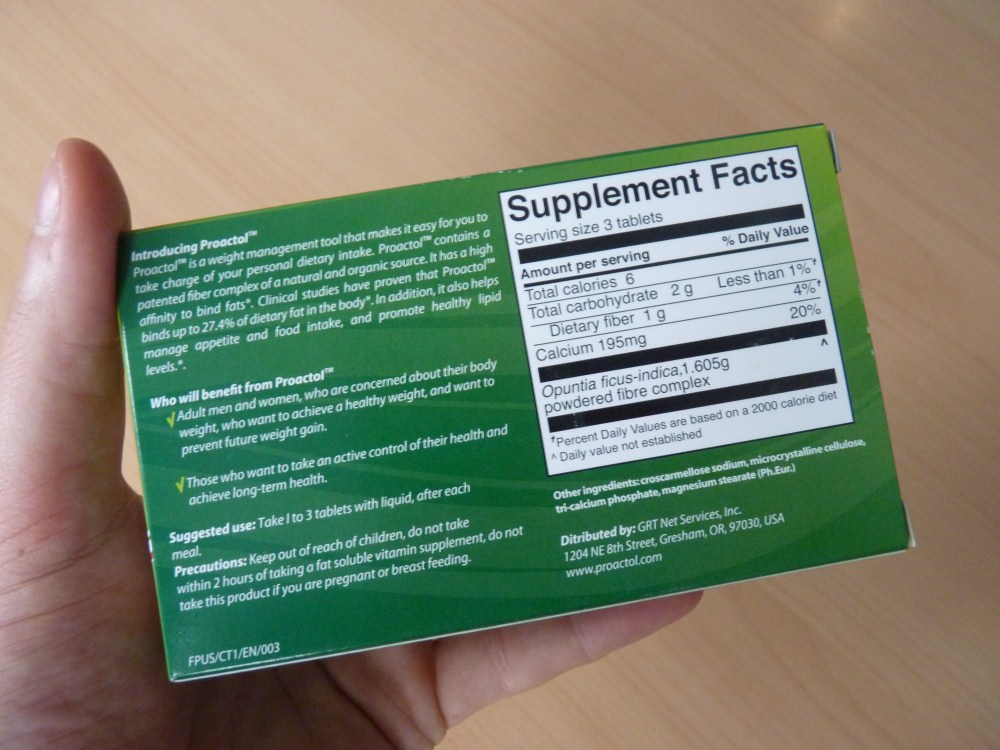 Introducing Proactol™
Proactol™ is a weight management tool that makes it easy for you to
take charge of your personal dietary intake. Proactol™ contains a
patented fiber complex of a natural and organic source. It has a high
affinity to bind fats*. Clinical studies have proven that Proactol™
binds up to 27.4% of dietary fat in the body*. In addition, it also helps
manage appetite and food intake, and promote healthy lipid
levels.*.
Who will benefit from Proactol™
√ Adult men and women, who are concerned about their body
weight, who want to achieve a healthy weight, and want to
prevent future weight gain.
√ Those who want to take an active control of their health and
achieve long-term health.
Suggested use: Take I to 3 tablets with liquid, after each
meal.
Precautions: Keep out of reach of children, do not take
within 2 hours of taking a fat soluble vitamin supplement, do not
take this product if you are pregnant or breast feeding.
FPUS/CT1/EN/003
Supplement Facts
Serving size 3 tablets
Amount per serving % Daily Value
Total calories 6
Total carbohydrate 2 g Less than 1%†
Dietary fiber 1 g 4%†
Calcium 195mg 20%
Opuntia ficus-indica,1.605g ^
powdered fibre complex
†Percent Daily Values are based on a 2000 calorie diet
^ Daily value not established
Other ingredients: croscarmellose sodium, microcrystalline cellulose,
tri-calcium phosphate, magnesium stearate (Ph.Eur.)
Ditributed by: GRT Net Services, Inc.
1204 NE 8th Street, Gresham, OR, 97030, USA
www.proactol.com